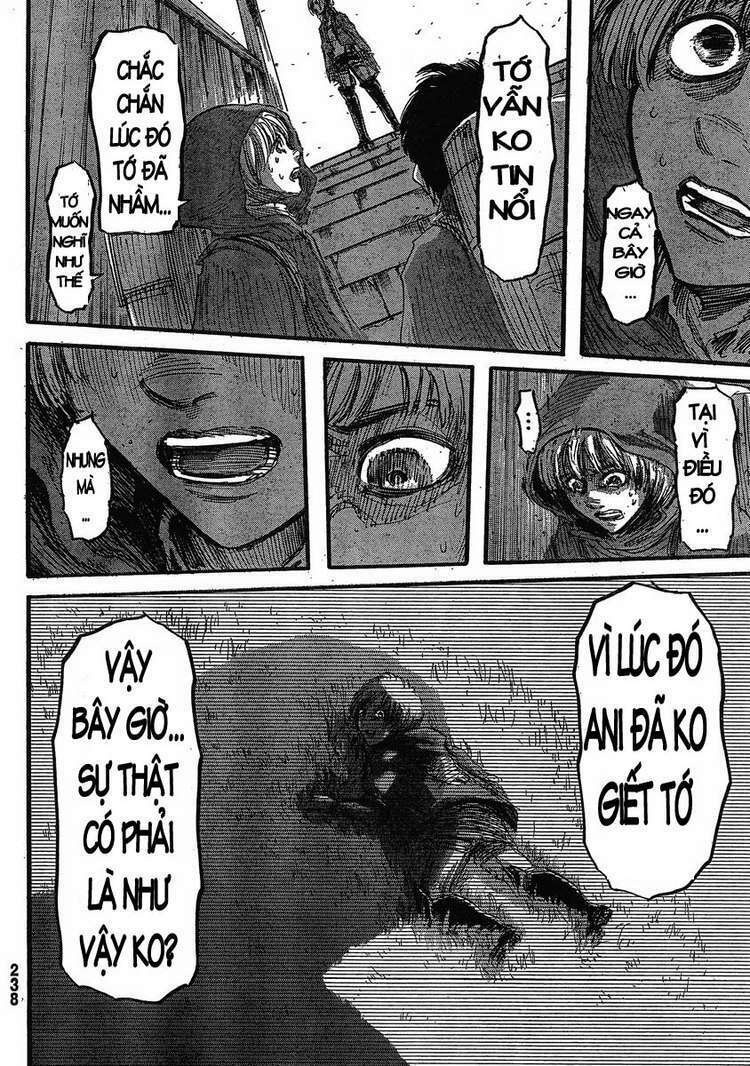 NGAY
CẢ
BÂY
GIỜ
...
TỚ
VẪN
KO
TIN
NỔI
CHẮC
CHẮN
LÚC ĐÓ
TỚ ĐÃ
NHẦM...
TỚ
MUỐN
NGHĨ NHƯ
THẾ
TẠI
VÌ
ĐIỀU
ĐÓ
...
...
NHƯNG
MÀ
...
VÌ LÚC ĐÓ
ANI ĐÃ KO
GIẾT TỚ
VẬY
BÂY GIỜ...
SỰ THẬT
CÓ PHẢI
LÀ NHƯ
VẬY KO?
238